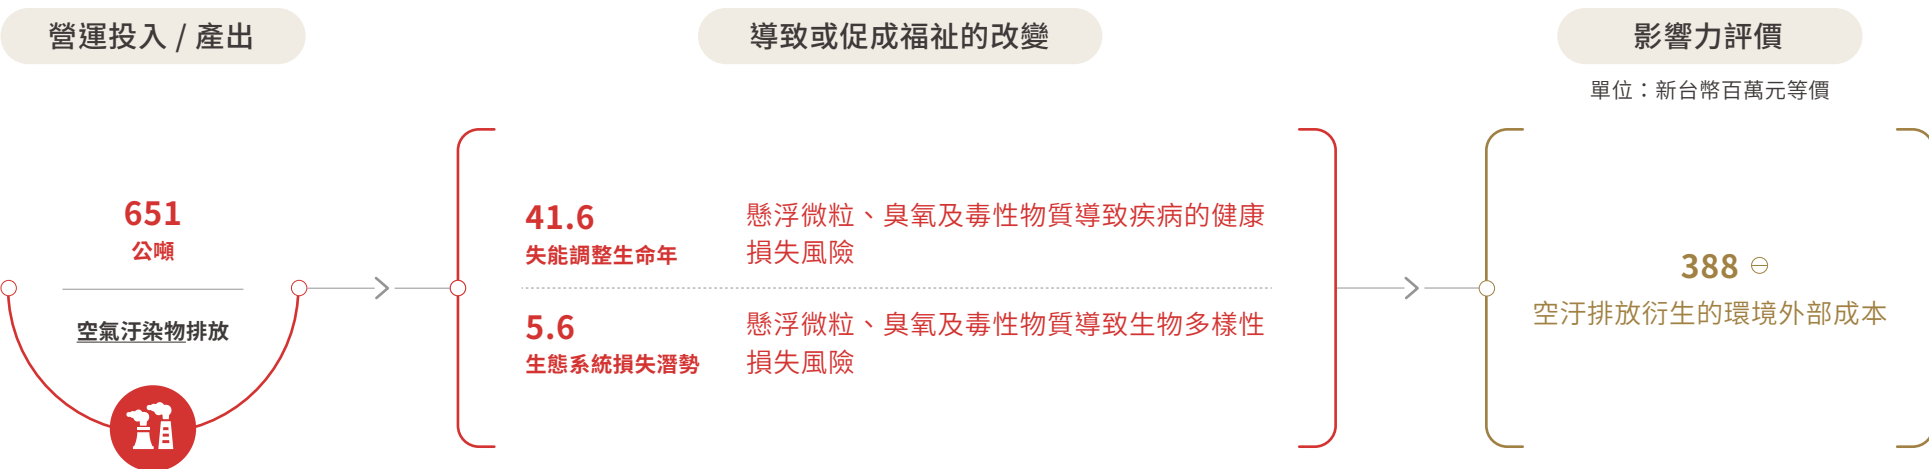 營運投入 / 產出
導致或促成福祉的改變
影響力評價
單位：新台幣百萬元等價
651
公噸
空氣汙染物排放
41.6
失能調整生命年
懸浮微粒、臭氧及毒性物質導致疾病的健康
損失風險
5.6
生態系統損失潛勢
懸浮微粒、臭氧及毒性物質導致生物多樣性
損失風險
388 ⊖
空汙排放衍生的環境外部成本